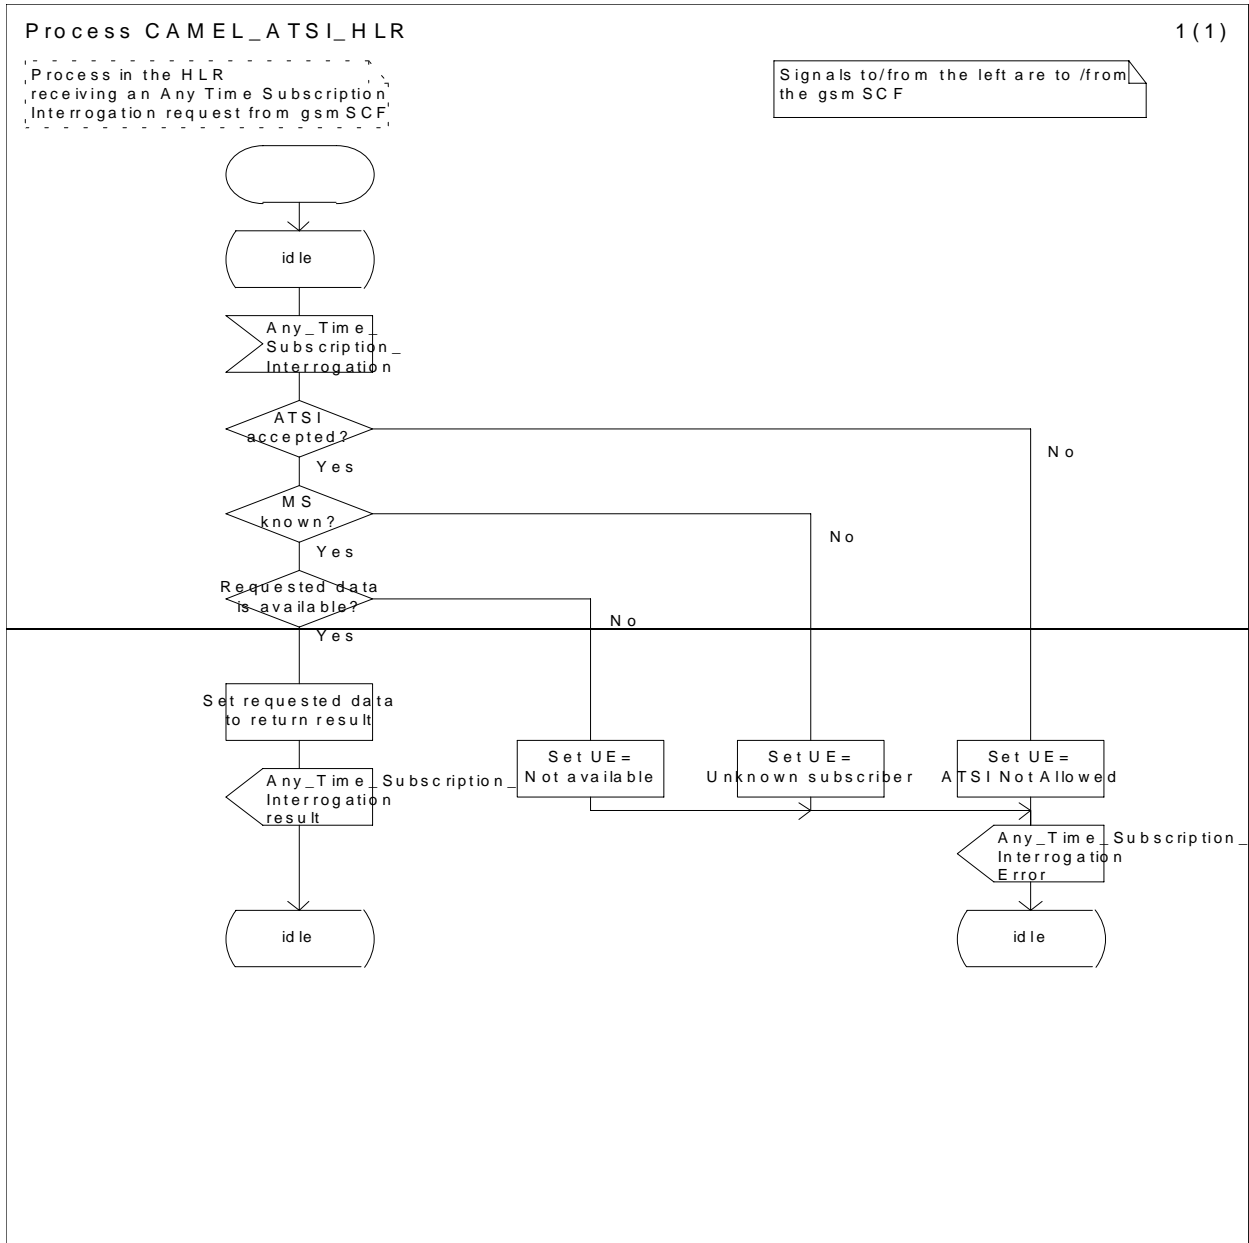 Process CAMEL_ATSI_HLR
1(1)
Process in the HLR
receiving an Any Time Subscription
Interrogation request from gsmSCF
Signals to/from the left are to /from
the gsmSCF
idle
Any_Time_
Subscription_
Interrogation
ATSI
accepted?
No
Yes
MS
known?
No
Yes
Requested data
is available?
No
Yes
Set requested data
to return result
Set UE=
Not available
Set UE=
Unknown subscriber
Set UE=
ATSI Not Allowed
Any_Time_Subscription_
Interrogation
result
Any_Time_Subscription_
Interrogation
Error
idle
idle